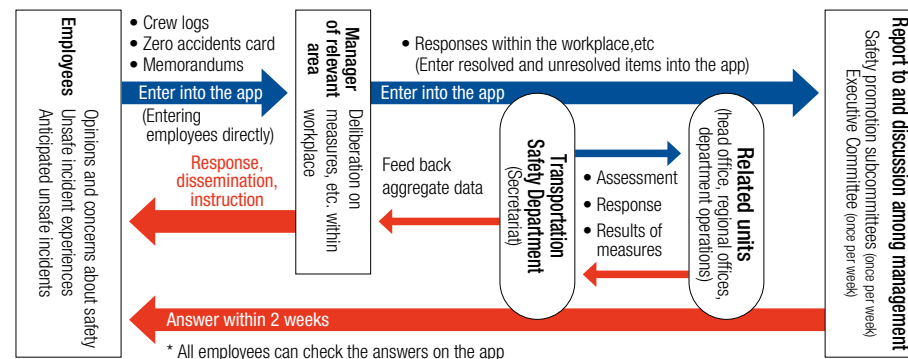 Employees
Opinions and concerns about safety
Unsafe incident experiences
Anticipated unsafe incidents
• Crew logs
• Zero accidents card
• Memorandums
Enter into the app
(Entering
employees directly)
Response,
dissemination,
instruction
Manager
of relevant
area
Deliberation on
measures, etc. within
workplace
• Responses within the workplace,etc
(Enter resolved and unresolved items into the app)
Enter into the app
Feed back
aggregate data
Transportation
Safety Department
(Secretariat)
• Assessment
• Response
• Results of
measures
Related units
(head office, regional offices,
department operations)
Report to and discussion among management
Safety promotion subcommittees (once per week)
Executive Committee (once per week)
Answer within 2 weeks
* All employees can check the answers on the app